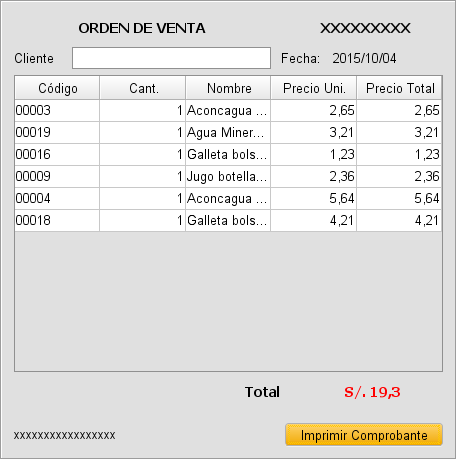 ORDEN DE VENTA XXXXXXXXX
Cliente Fecha: 2015/10/04
Código Cant. Nombre Precio Uni. Precio Total
00003 1 Aconcagua ... 2,65 2,65
00019 1 Agua Miner... 3,21 3,21
00016 1 Galleta bols... 1,23 1,23
00009 1 Jugo botella... 2,36 2,36
00004 1 Aconcagua ... 5,64 5,64
00018 1 Galleta bols... 4,21 4,21
Total S/. 19,3
xxxxxxxxxxxxxxxxx Imprimir Comprobante